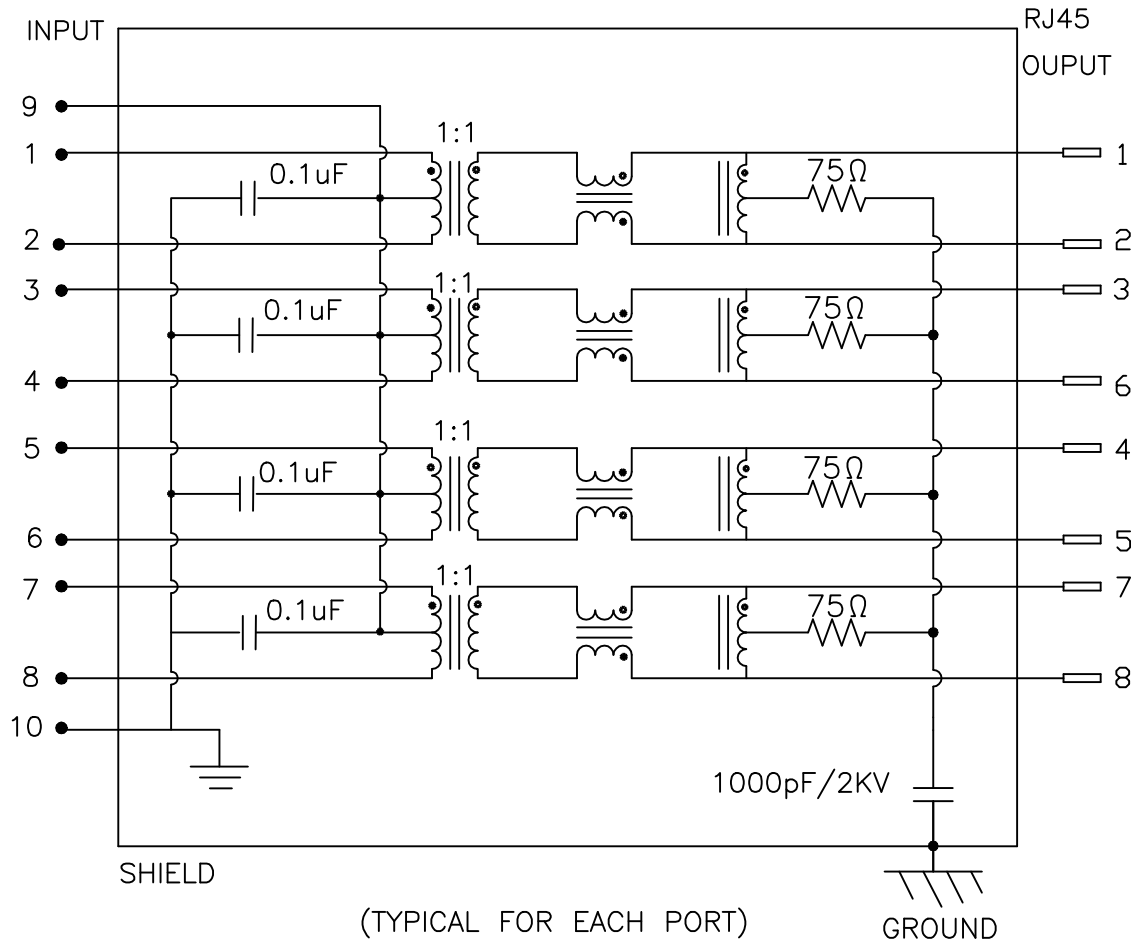 INPUT
RJ45
OUPUT
9
1:1
1
0.1uF
75Ω
1
2
2
1:1
3
0.1uF
75Ω
3
4
6
1:1
5
0.1uF
75Ω
4
6
5
1:1
7
0.1uF
75Ω
7
8
8
10
1000pF/2KV
SHIELD
(TYPICAL FOR EACH PORT)
GROUND